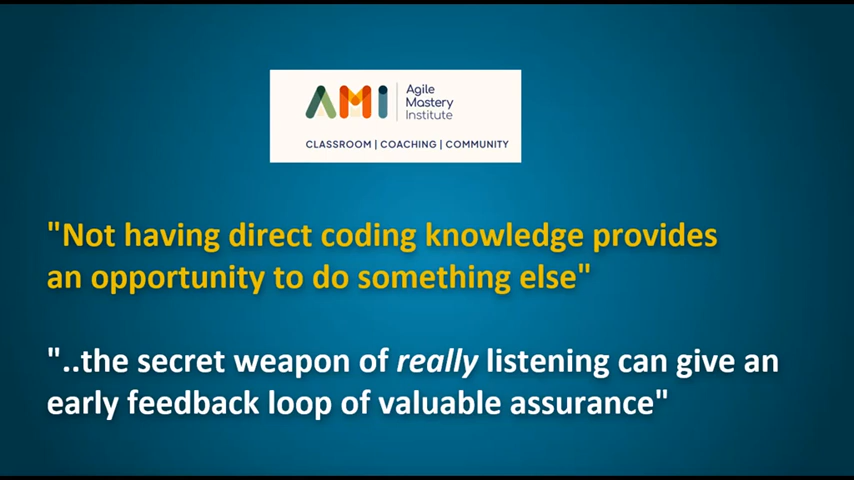 AMi
Agile
Mastery
Institute
CLASSROOM | COACHING | COMMUNITY
"Not having direct coding knowledge provides
an opportunity to do something else"
"..the secret weapon of really listening can give an
early feedback loop of valuable assurance"